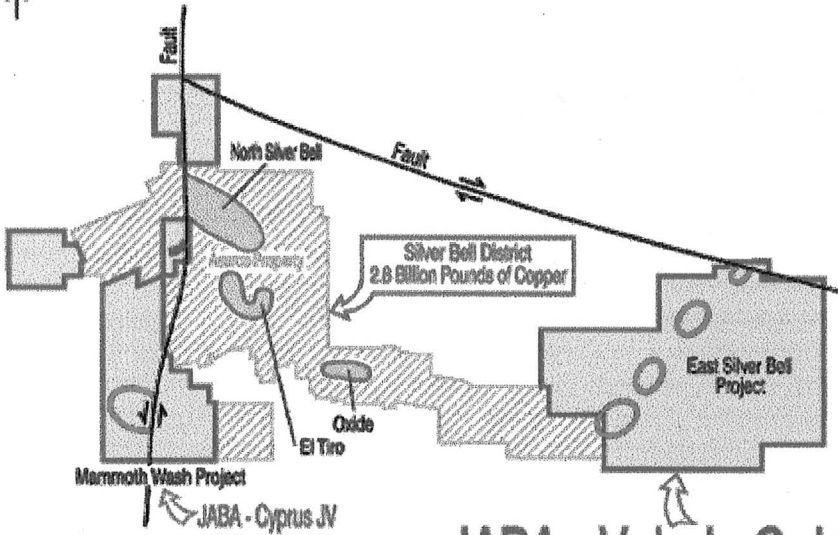 Fault
North Silver Bell
Fault
Silver Bell District
2.8 Billion Pounds of Copper
Asarco Property
East Silver Bell
Project
Oxide
El Tiro
Mammoth Wash Project
JABA - Cyprus JV
JABA